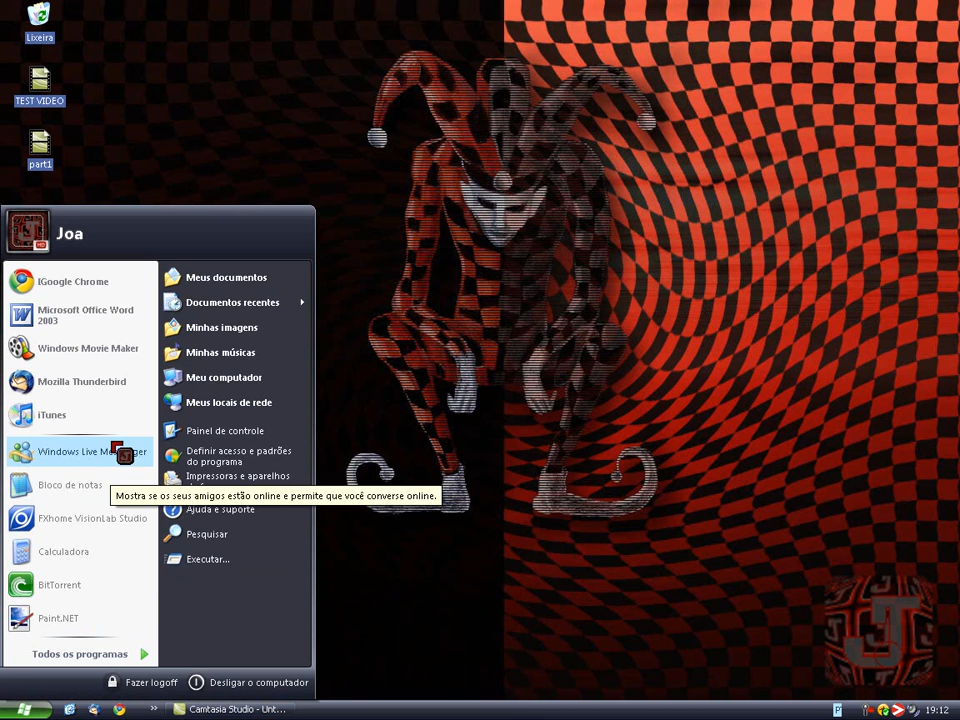 Lixeira
TEST VIDEO
part1
Joa
IGoogle Chrome
Microsoft Office Word
2003
Windows Movie Maker
Mozilla Thunderbird
iTunes
Windows Live
Bloco de notas
FXhome VisionLab Studio
Calculadora
BitTorrent
Paint.NET
Todos os programas
Meus documentos
Documentos recentes
Minhas imagens
Minhas músicas
Meu computador
Meus locais de rede
Painel de controle
Definir acesso e padrões
do programa
Impressoras e aparelhos
Mostra se os seus amigos estão online e permite que você converse online.
Ajuda e suporte
Pesquisar
Executar...
Fazer logoff
Desligar o computador
Camtasia Studio - Unt...
19:12